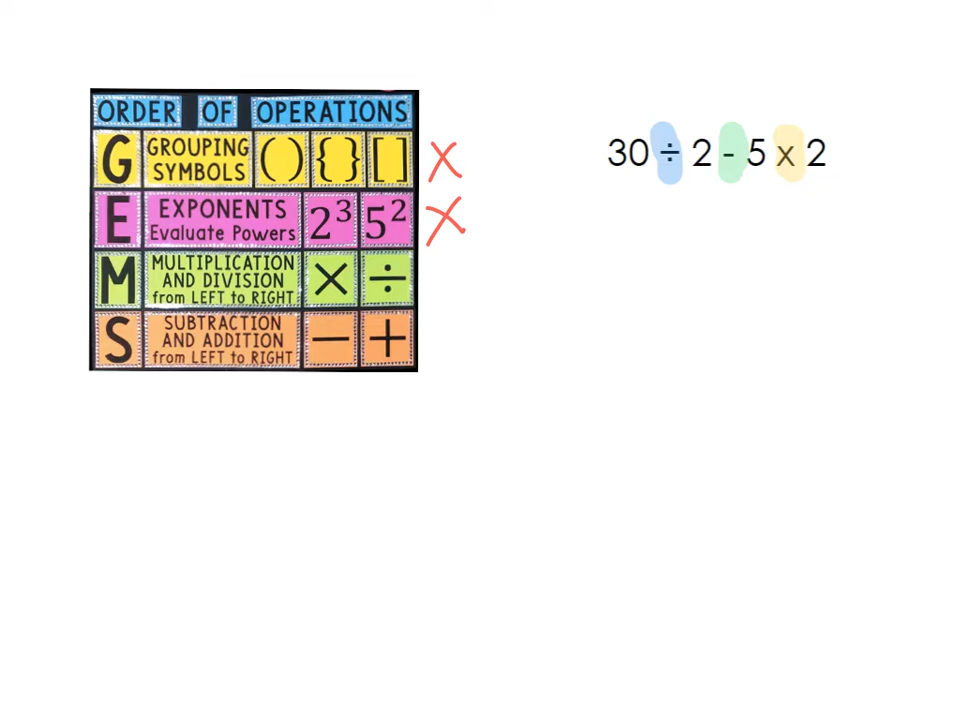 ORDER OF OPERATIONS
G GROUPING SYMBOLS ( ) { } [ ] X
E EXPONENTS Evaluate Powers 2³ 5² X
M MULTIPLICATION AND DIVISION from LEFT to RIGHT × ÷
S SUBTRACTION AND ADDITION from LEFT to RIGHT − +
30 ÷ 2 - 5 x 2